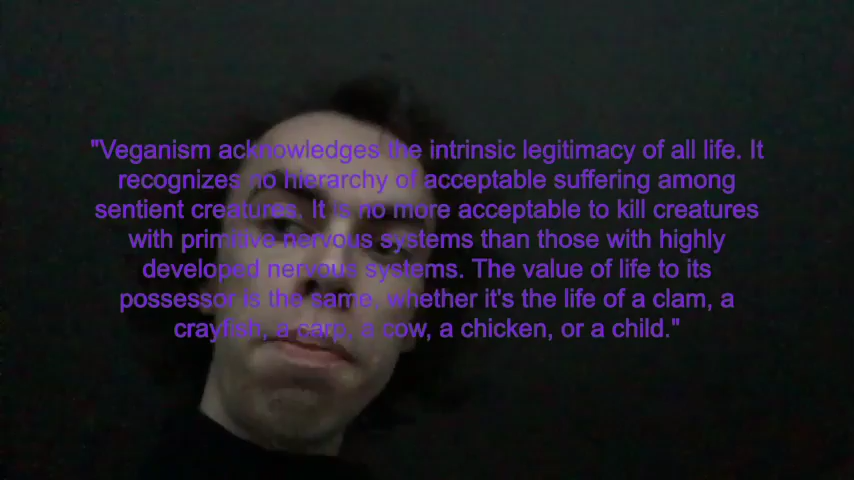 "Veganism acknowledges the intrinsic legitimacy of all life. It
recognizes no hierarchy of acceptable suffering among
sentient creatures. It is no more acceptable to kill creatures
with primitive nervous systems than those with highly
developed nervous systems. The value of life to its
possessor is the same, whether it's the life of a clam, a
crayfish, a carp, a cow, a chicken, or a child."